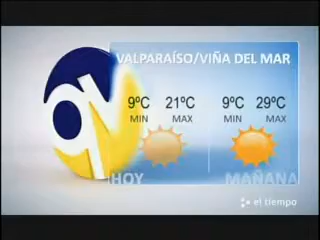 VALPARAÍSO/VIÑA DEL MAR
9ºC 21ºC 9ºC 29ºC
MIN MAX MIN MAX
HOY MAÑANA
el tiempo